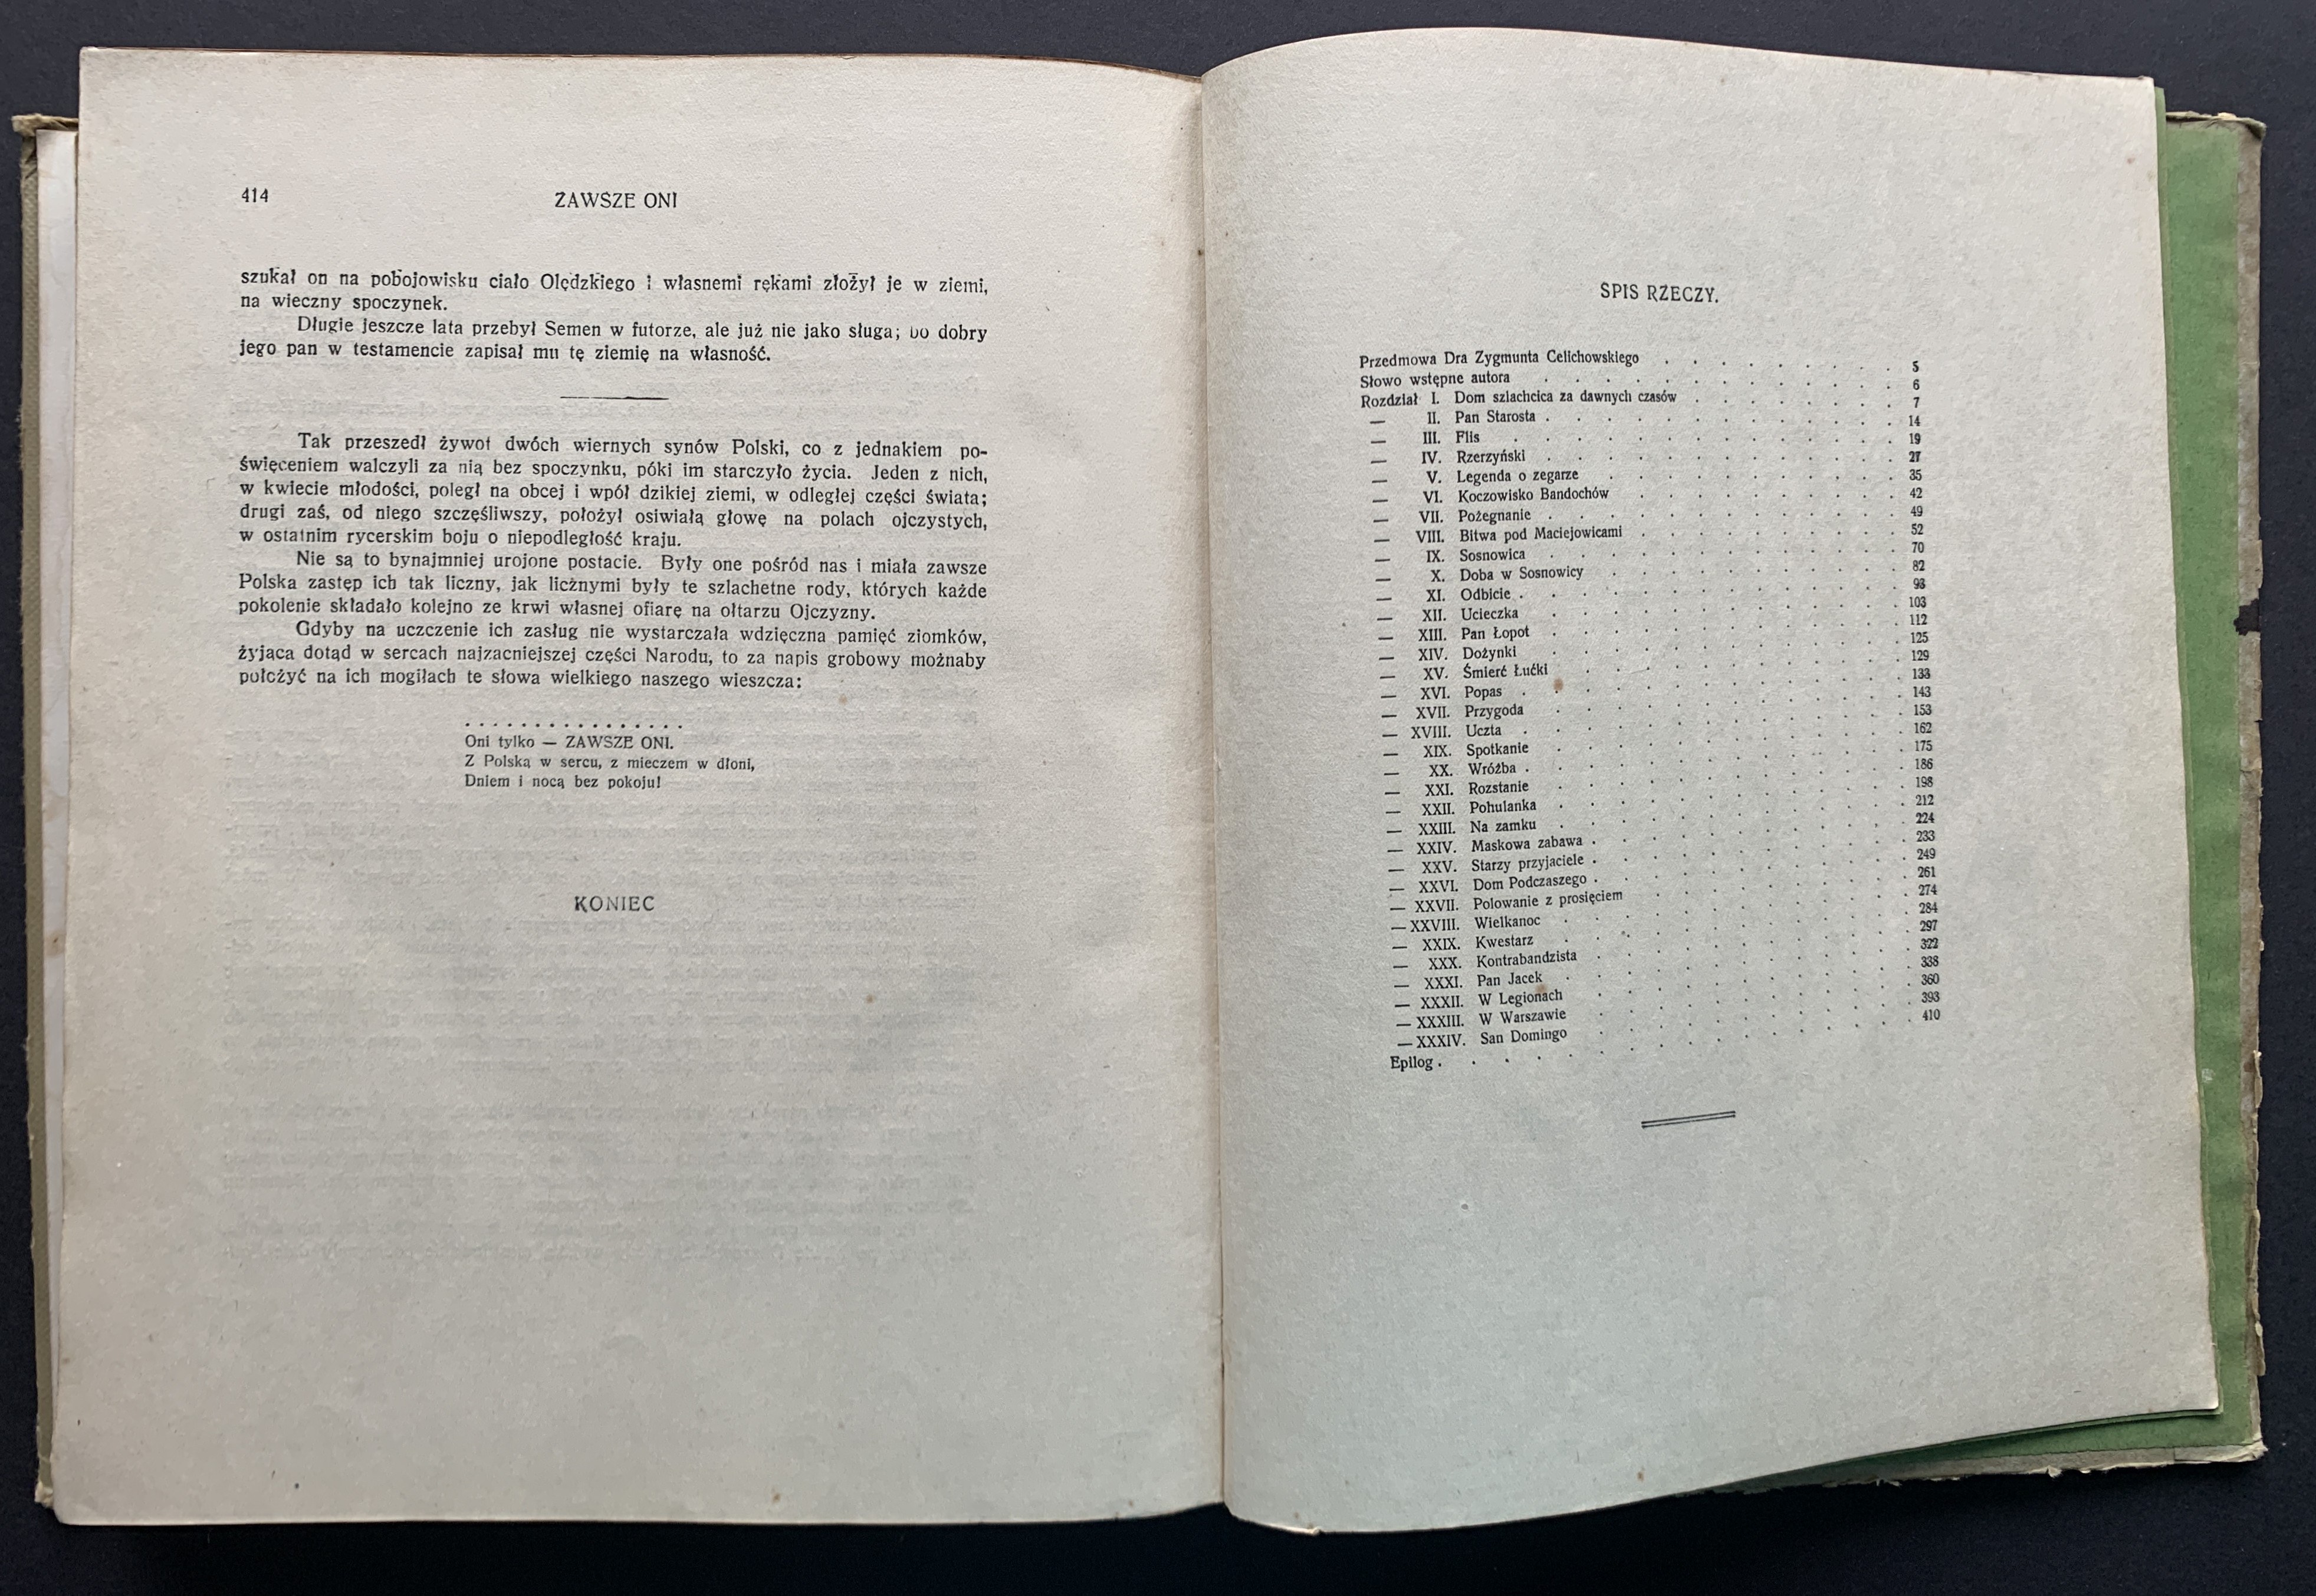 414
ZAWSZE ONI
szukał on na pobojowisku ciało Olędzkiego i własnemi rękami złożył je w ziemi,
na wieczny spoczynek.
Długie jeszcze lata przebył Semen w futorze, ale już nie jako sługa; bo dobry
jego pan w testamencie zapisał mu tę ziemię na własność.
Tak przeszedł żywot dwóch wiernych synów Polski, co z jednakiem po-
święceniem walczyli za nią bez spoczynku, póki im starczyło życia. Jeden z nich,
w kwiecie młodości, poległ na obcej i wpół dzikiej ziemi, w odległej części świata;
drugi zaś, od niego szczęśliwszy, położył osiwiałą głowę na polach ojczystych,
w ostatnim rycerskim boju o niepodległość kraju.
Nie są to bynajmniej urojone postacie. Były one pośród nas i miała zawsze
Polska zastęp ich tak liczny, jak licznymi były te szlachetne rody, których każde
pokolenie składało kolejno ze krwi własnej ofiarę na ołtarzu Ojczyzny.
Gdyby na uczczenie ich zasług nie wystarczała wdzięczna pamięć ziomków,
żyjąca dotąd w sercach najzacniejszej części Narodu, to za napis grobowy możnaby
położyć na ich mogiłach te słowa wielkiego naszego wieszcza:
. . . . . . . . . . . . . . . .
Oni tylko — ZAWSZE ONI.
Z Polską w sercu, z mieczem w dłoni,
Dniem i nocą bez pokoju!
KONIEC
SPIS RZECZY.
Przedmowa Dra Zygmunta Celichowskiego . . . . . . . . . 5
Słowo wstępne autora . . . . . . . . . . . . 6
Rozdział I. Dom szlachcica za dawnych czasów . . . . . . . . 7
— II. Pan Starosta . . . . . . . . . . . . 14
— III. Flis . . . . . . . . . . . . . 19
— IV. Rzerzyński . . . . . . . . . . . . 27
— V. Legenda o zegarze . . . . . . . . . . 35
— VI. Koczowisko Bandochów . . . . . . . . . 42
— VII. Pożegnanie . . . . . . . . . . . . 49
— VIII. Bitwa pod Maciejowicami . . . . . . . . . 52
— IX. Sosnowica . . . . . . . . . . . . 70
— X. Doba w Sosnowicy . . . . . . . . . . 82
— XI. Odbicie . . . . . . . . . . . . . 93
— XII. Ucieczka . . . . . . . . . . . . 103
— XIII. Pan Łopot . . . . . . . . . . . . 112
— XIV. Dożynki . . . . . . . . . . . . 125
— XV. Śmierć Łućki . . . . . . . . . . . 129
— XVI. Popas . . . . . . . . . . . . . 133
— XVII. Przygoda . . . . . . . . . . . . 143
— XVIII. Uczta . . . . . . . . . . . . . 153
— XIX. Spotkanie . . . . . . . . . . . . 162
— XX. Wróżba . . . . . . . . . . . . . 175
— XXI. Rozstanie . . . . . . . . . . . . 186
— XXII. Pohulanka . . . . . . . . . . . . 198
— XXIII. Na zamku . . . . . . . . . . . . 212
— XXIV. Maskowa zabawa . . . . . . . . . . . 224
— XXV. Starzy przyjaciele . . . . . . . . . . . 233
— XXVI. Dom Podczaszego . . . . . . . . . . . 249
— XXVII. Polowanie z prosięciem . . . . . . . . . 261
— XXVIII. Wielkanoc . . . . . . . . . . . . 274
— XXIX. Kwestarz . . . . . . . . . . . . 284
— XXX. Kontrabandzista . . . . . . . . . . . 297
— XXXI. Pan Jacek . . . . . . . . . . . . 322
— XXXII. W Legionach . . . . . . . . . . . 338
— XXXIII. W Warszawie . . . . . . . . . . . 360
— XXXIV. San Domingo . . . . . . . . . . . 393
Epilog . . . . . . . . . . . . . . . . 410